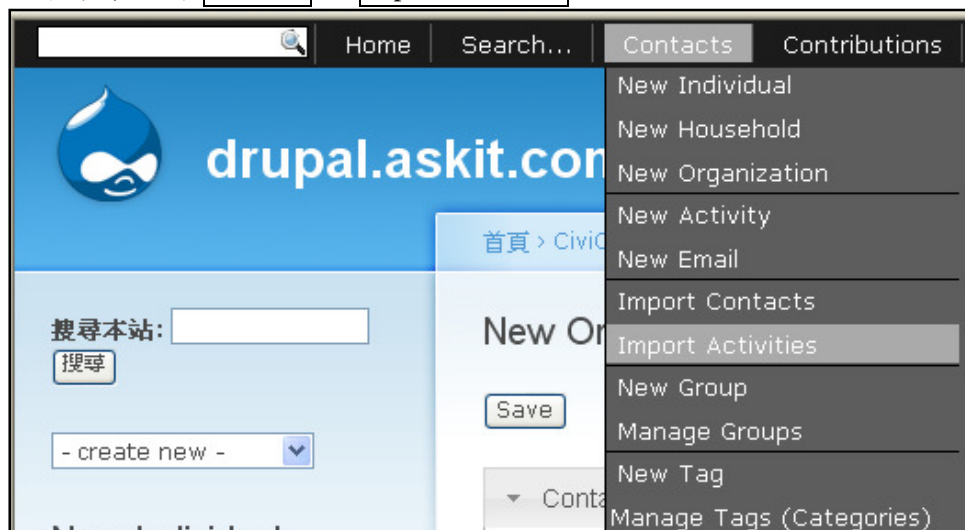 Home Search... Contacts Contributions
New Individual
New Household
drupal.askit.com
New Organization
New Activity
首頁 › Civi
New Email
Import Contacts
搜尋本站:
New Or
Import Activities
搜尋
New Group
Save
Manage Groups
- create new -
New Tag
Conta
Manage Tags (Categories)